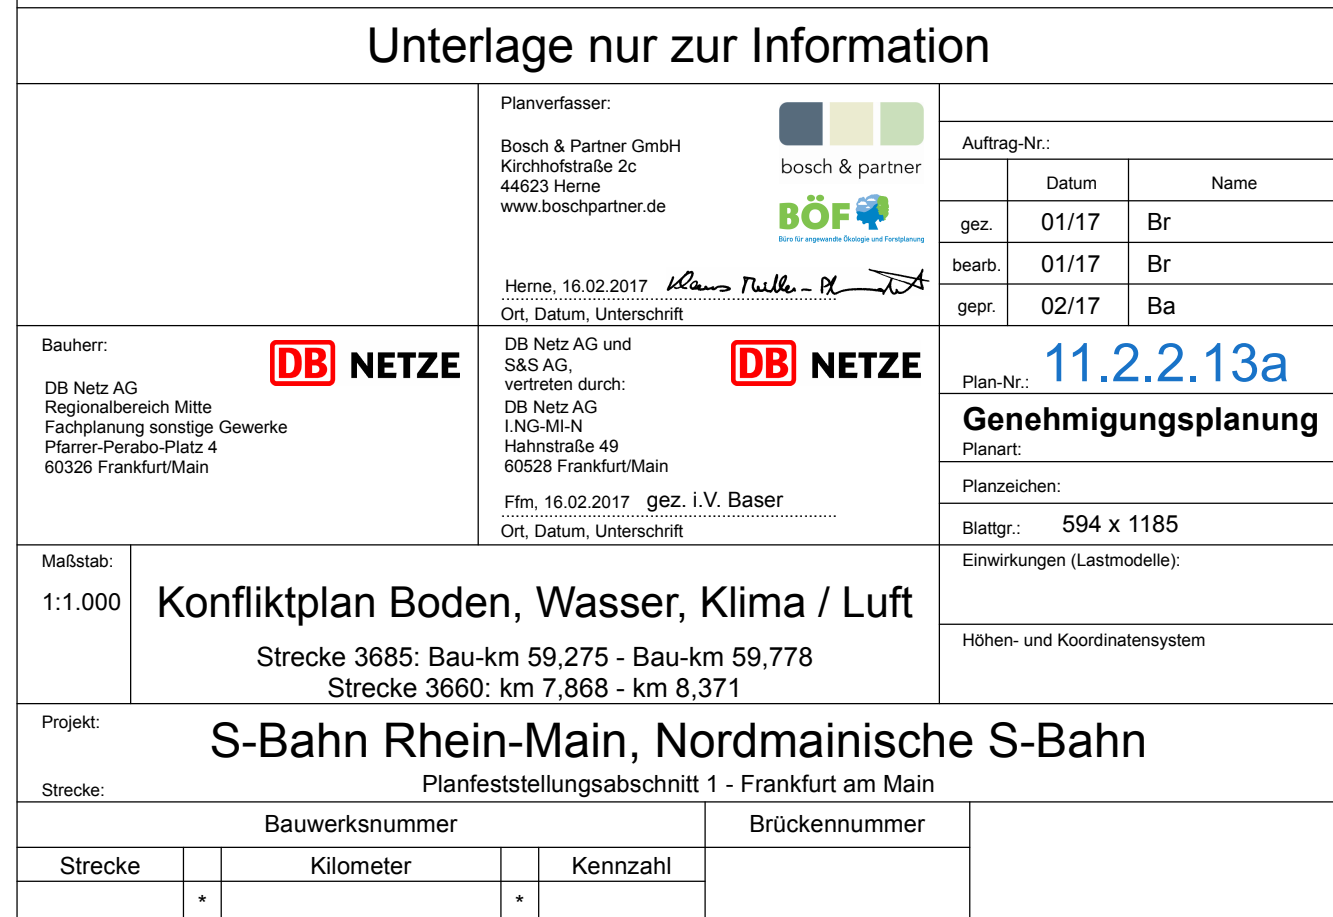 Unterlage nur zur Information
Planverfasser:
Bosch & Partner GmbH
Kirchhofstraße 2c
44623 Herne
www.boschpartner.de
bosch & partner
BÖF
Büro für angewandte Ökologie und Forstplanung
Herne, 16.02.2017
Ort, Datum, Unterschrift
Auftrag-Nr.:
Datum Name
gez. 01/17 Br
bearb. 01/17 Br
gepr. 02/17 Ba
Bauherr:
DB NETZE
DB Netz AG
Regionalbereich Mitte
Fachplanung sonstige Gewerke
Pfarrer-Perabo-Platz 4
60326 Frankfurt/Main
DB Netz AG und
S&S AG,
vertreten durch:
DB Netz AG
I.NG-MI-N
Hahnstraße 49
60528 Frankfurt/Main
DB NETZE
Ffm, 16.02.2017 gez. i.V. Baser
Ort, Datum, Unterschrift
Plan-Nr.: 11.2.2.13a
Genehmigungsplanung
Planart:
Planzeichen:
Blattgr.: 594 x 1185
Maßstab:
1:1.000
Konfliktplan Boden, Wasser, Klima / Luft
Strecke 3685: Bau-km 59,275 - Bau-km 59,778
Strecke 3660: km 7,868 - km 8,371
Einwirkungen (Lastmodelle):
Höhen- und Koordinatensystem
Projekt:
S-Bahn Rhein-Main, Nordmainische S-Bahn
Strecke:
Planfeststellungsabschnitt 1 - Frankfurt am Main
Bauwerksnummer Brückennummer
Strecke Kilometer Kennzahl
* *